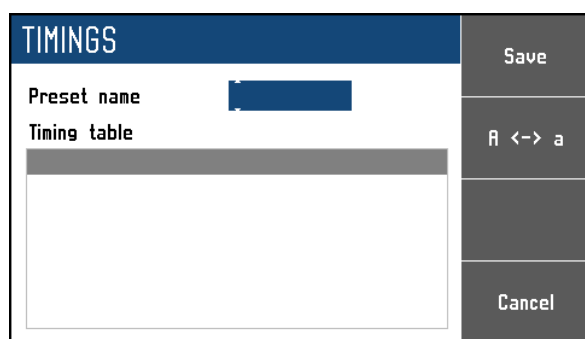 TIMINGS
Preset name
Timing table
Save
A <-> a
Cancel